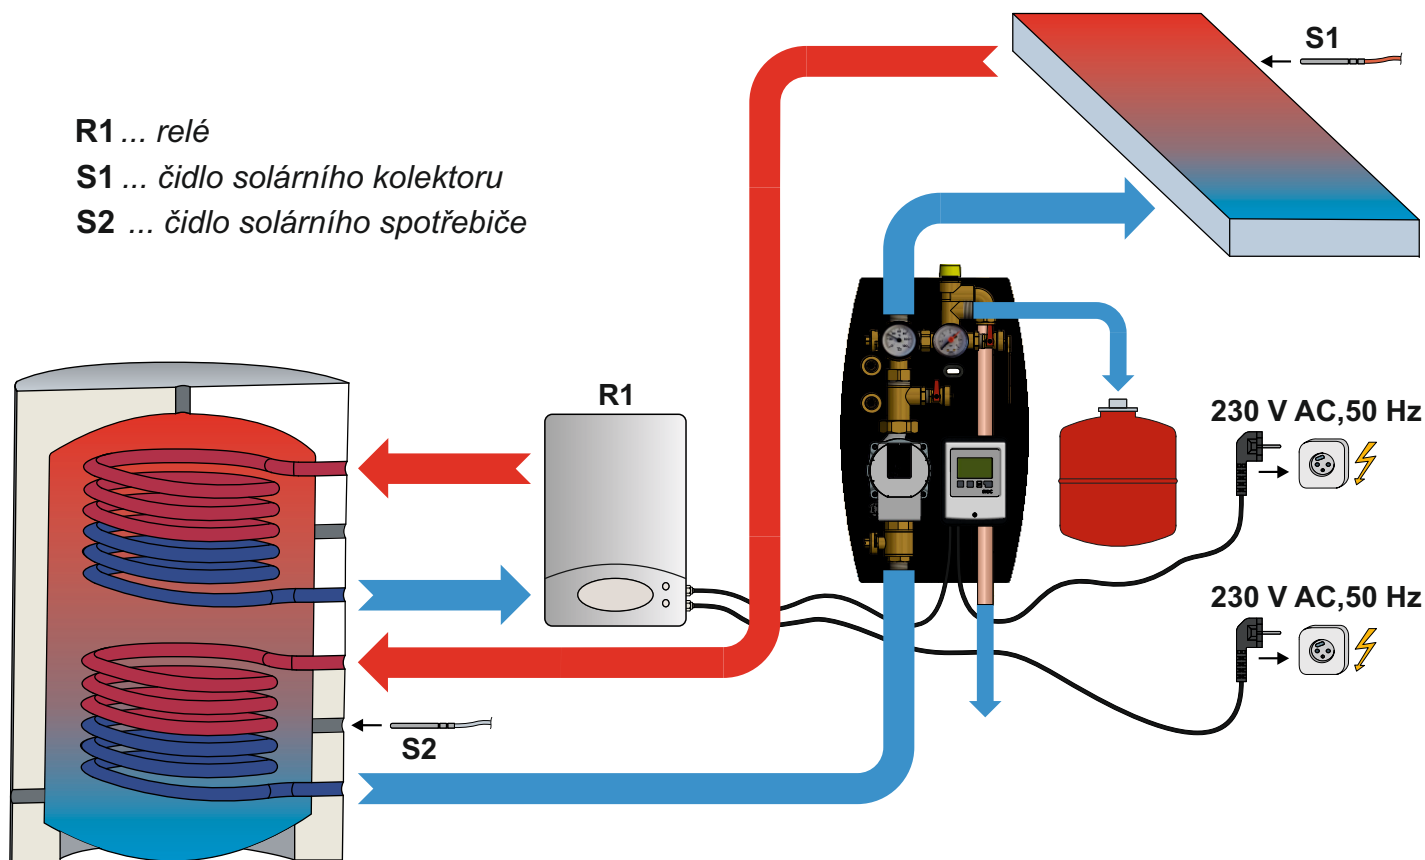 S1
R1 ... relé
S1 ... čidlo solárního kolektoru
S2 ... čidlo solárního spotřebiče
R1
230 V AC,50 Hz
230 V AC,50 Hz
S2